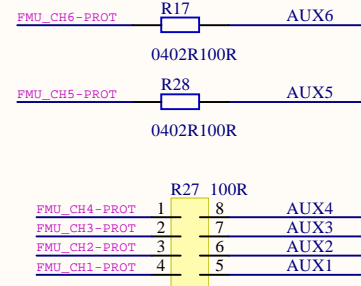 R17
FMU_CH6-PROT AUX6
0402R100R
R28
FMU_CH5-PROT AUX5
0402R100R
R27 100R
FMU_CH4-PROT 1 8 AUX4
FMU_CH3-PROT 2 7 AUX3
FMU_CH2-PROT 3 6 AUX2
FMU_CH1-PROT 4 5 AUX1